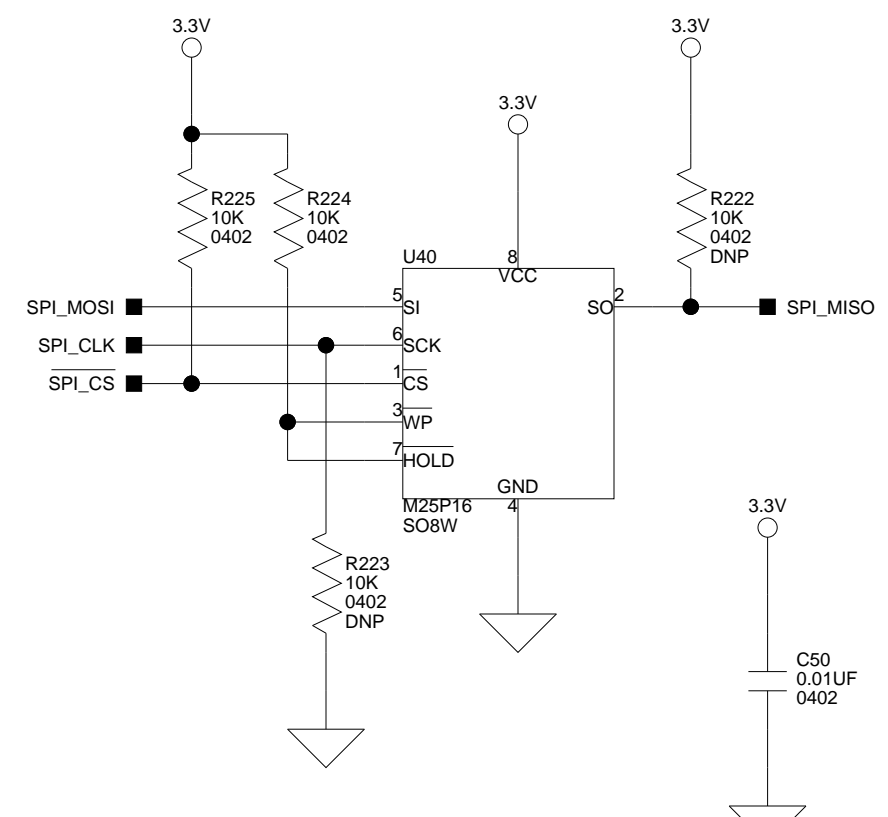 3.3V
3.3V
3.3V
R225
10K
0402
R224
10K
0402
R222
10K
0402
DNP
U40
8
VCC
SPI_MOSI
5
SI
SO
2
SPI_MISO
SPI_CLK
6
SCK
SPI_CS
1
CS
3
WP
7
HOLD
GND
4
M25P16
SO8W
3.3V
R223
10K
0402
DNP
C50
0.01UF
0402